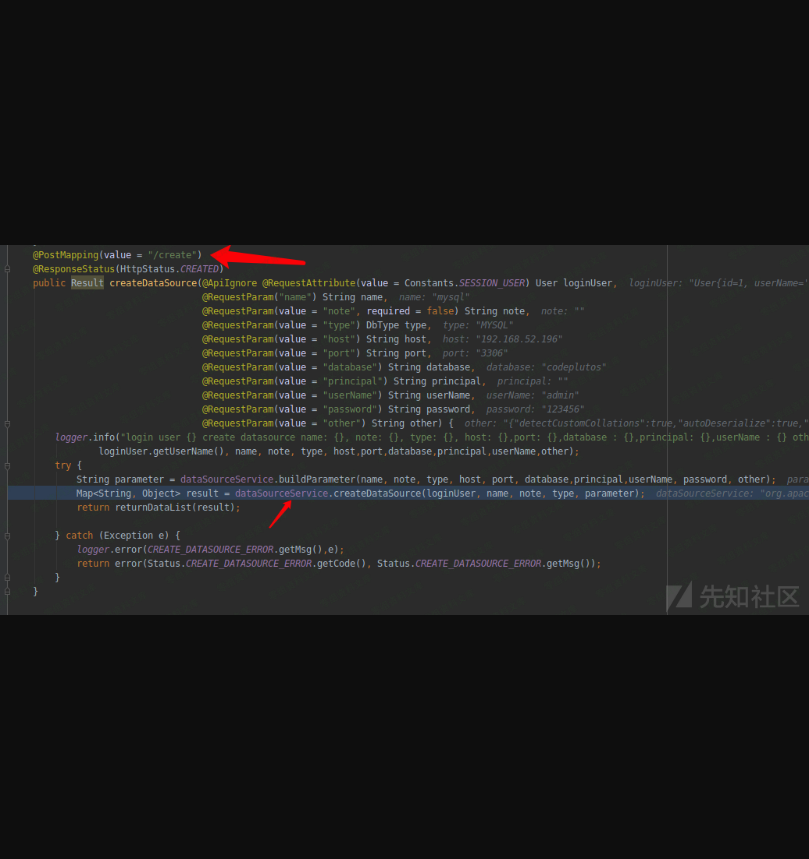 @PostMapping(value = "/create")
@ResponseStatus(HttpStatus.CREATED)
public Result createDataSource(@ApiIgnore @RequestAttribute(value = Constants.SESSION_USER) User loginUser, loginUser: "User{id=1, userName='
@RequestParam("name") String name, name: "mysql"
@RequestParam(value = "note", required = false) String note, note: ""
@RequestParam(value = "type") DbType type, type: "MYSQL"
@RequestParam(value = "host") String host, host: "192.168.52.196"
@RequestParam(value = "port") String port, port: "3306"
@RequestParam(value = "database") String database, database: "codeplutos"
@RequestParam(value = "principal") String principal, principal: ""
@RequestParam(value = "userName") String userName, userName: "admin"
@RequestParam(value = "password") String password, password: "123456"
@RequestParam(value = "other") String other) { other: "{"detectCustomCollations":true,"autoDeserialize":true,"
logger.info("login user {} create datasource name: {}, note: {}, type: {}, host: {},port: {},database : {},principal: {},userName : {} oth
loginUser.getUserName(), name, note, type, host,port,database,principal,userName,other);
try {
String parameter = dataSourceService.buildParameter(name, note, type, host, port, database,principal,userName, password, other); para
Map<String, Object> result = dataSourceService.createDataSource(loginUser, name, note, type, parameter); dataSourceService: "org.apac
return returnDataList(result);
} catch (Exception e) {
logger.error(CREATE_DATASOURCE_ERROR.getMsg(),e);
return error(Status.CREATE_DATASOURCE_ERROR.getCode(), Status.CREATE_DATASOURCE_ERROR.getMsg());
}
}
先知社区